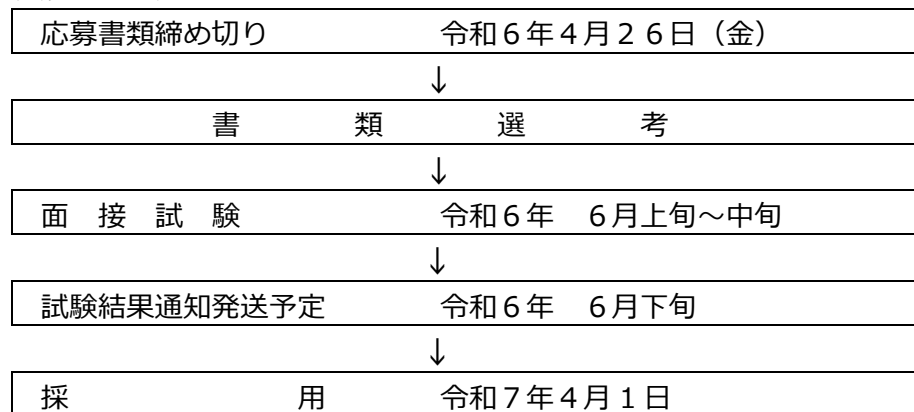 応募書類締め切り　令和６年４月２６日（金）
↓
書類選考
↓
面接試験　令和６年　６月上旬～中旬
↓
試験結果通知発送予定　令和６年　６月下旬
↓
採用　令和７年４月１日